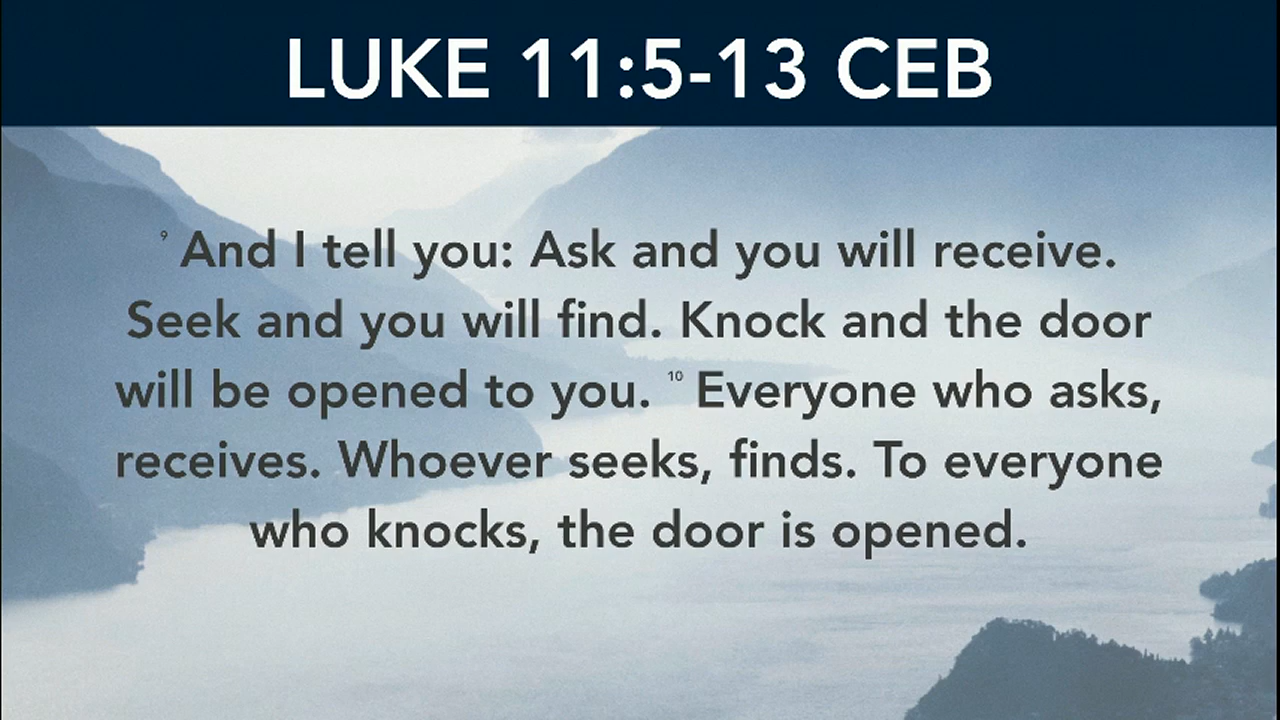 LUKE 11:5-13 CEB
9 And I tell you: Ask and you will receive.
Seek and you will find. Knock and the door
will be opened to you. 10 Everyone who asks,
receives. Whoever seeks, finds. To everyone
who knocks, the door is opened.